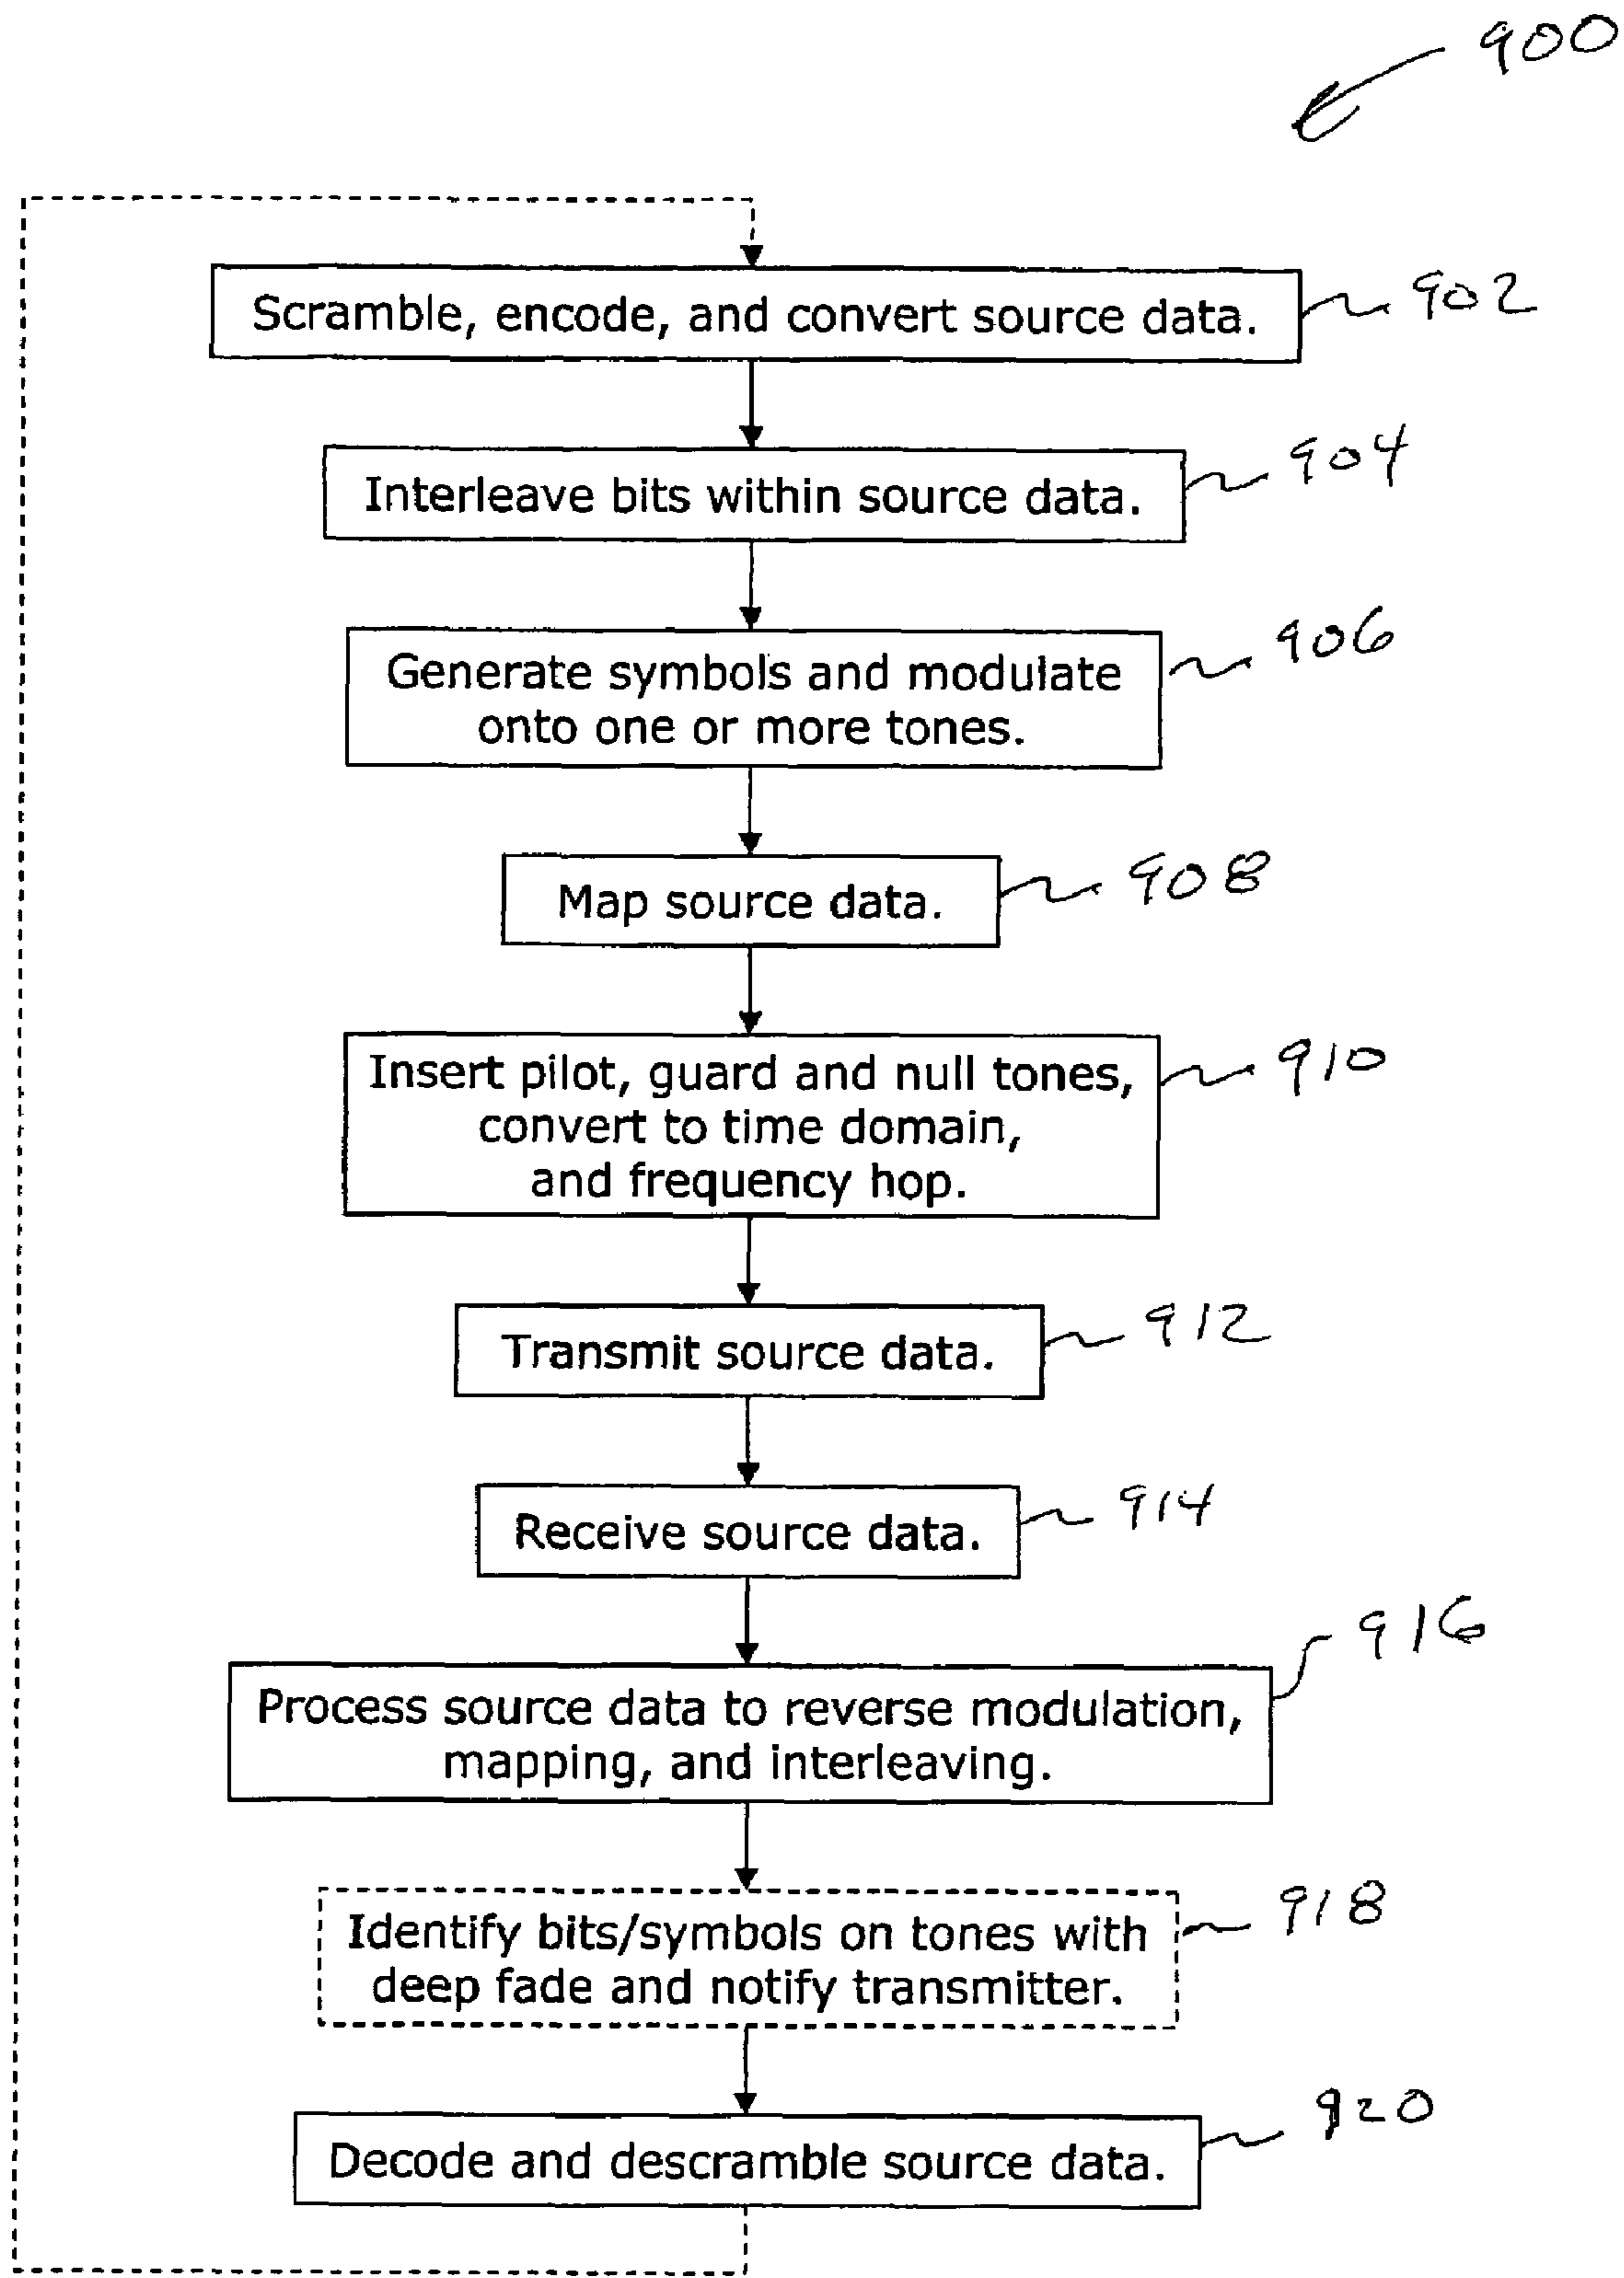 900
Scramble, encode, and convert source data.
902
Interleave bits within source data.
904
Generate symbols and modulate
onto one or more tones.
906
Map source data.
908
Insert pilot, guard and null tones,
convert to time domain,
and frequency hop.
910
Transmit source data.
912
Receive source data.
914
Process source data to reverse modulation,
mapping, and interleaving.
916
Identify bits/symbols on tones with
deep fade and notify transmitter.
918
Decode and descramble source data.
920